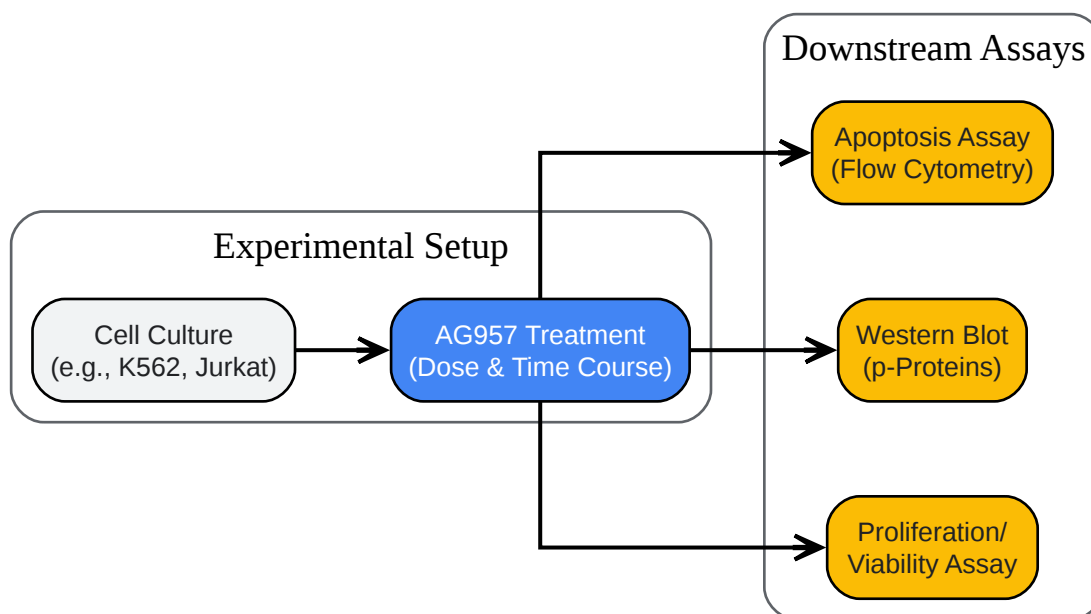 Downstream Assays
Apoptosis Assay
(Flow Cytometry)
Experimental Setup
Cell Culture
(e.g., K562, Jurkat)
AG957 Treatment
(Dose & Time Course)
Western Blot
(p-Proteins)
Proliferation/
Viability Assay